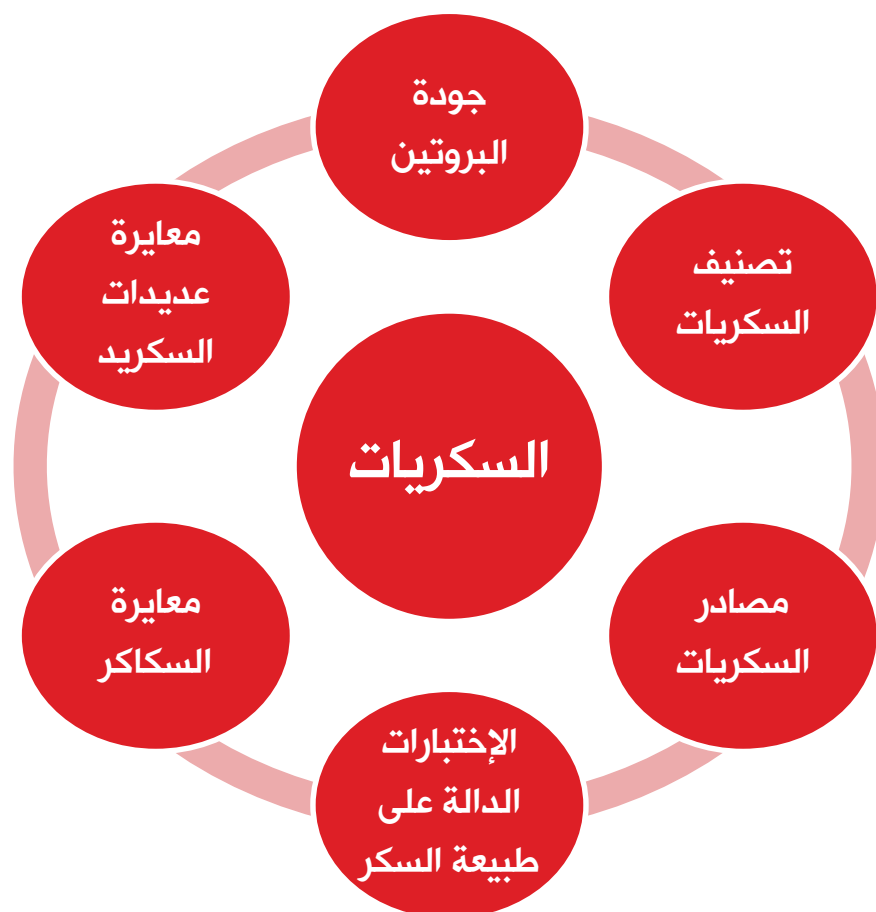 جودة
البروتين
تصنيف
السكريات
مصادر
السكريات
الإختبارات
الدالة على
طبيعة السكر
معايرة
السكاكر
معايرة
عديدات
السكريد
السكريات